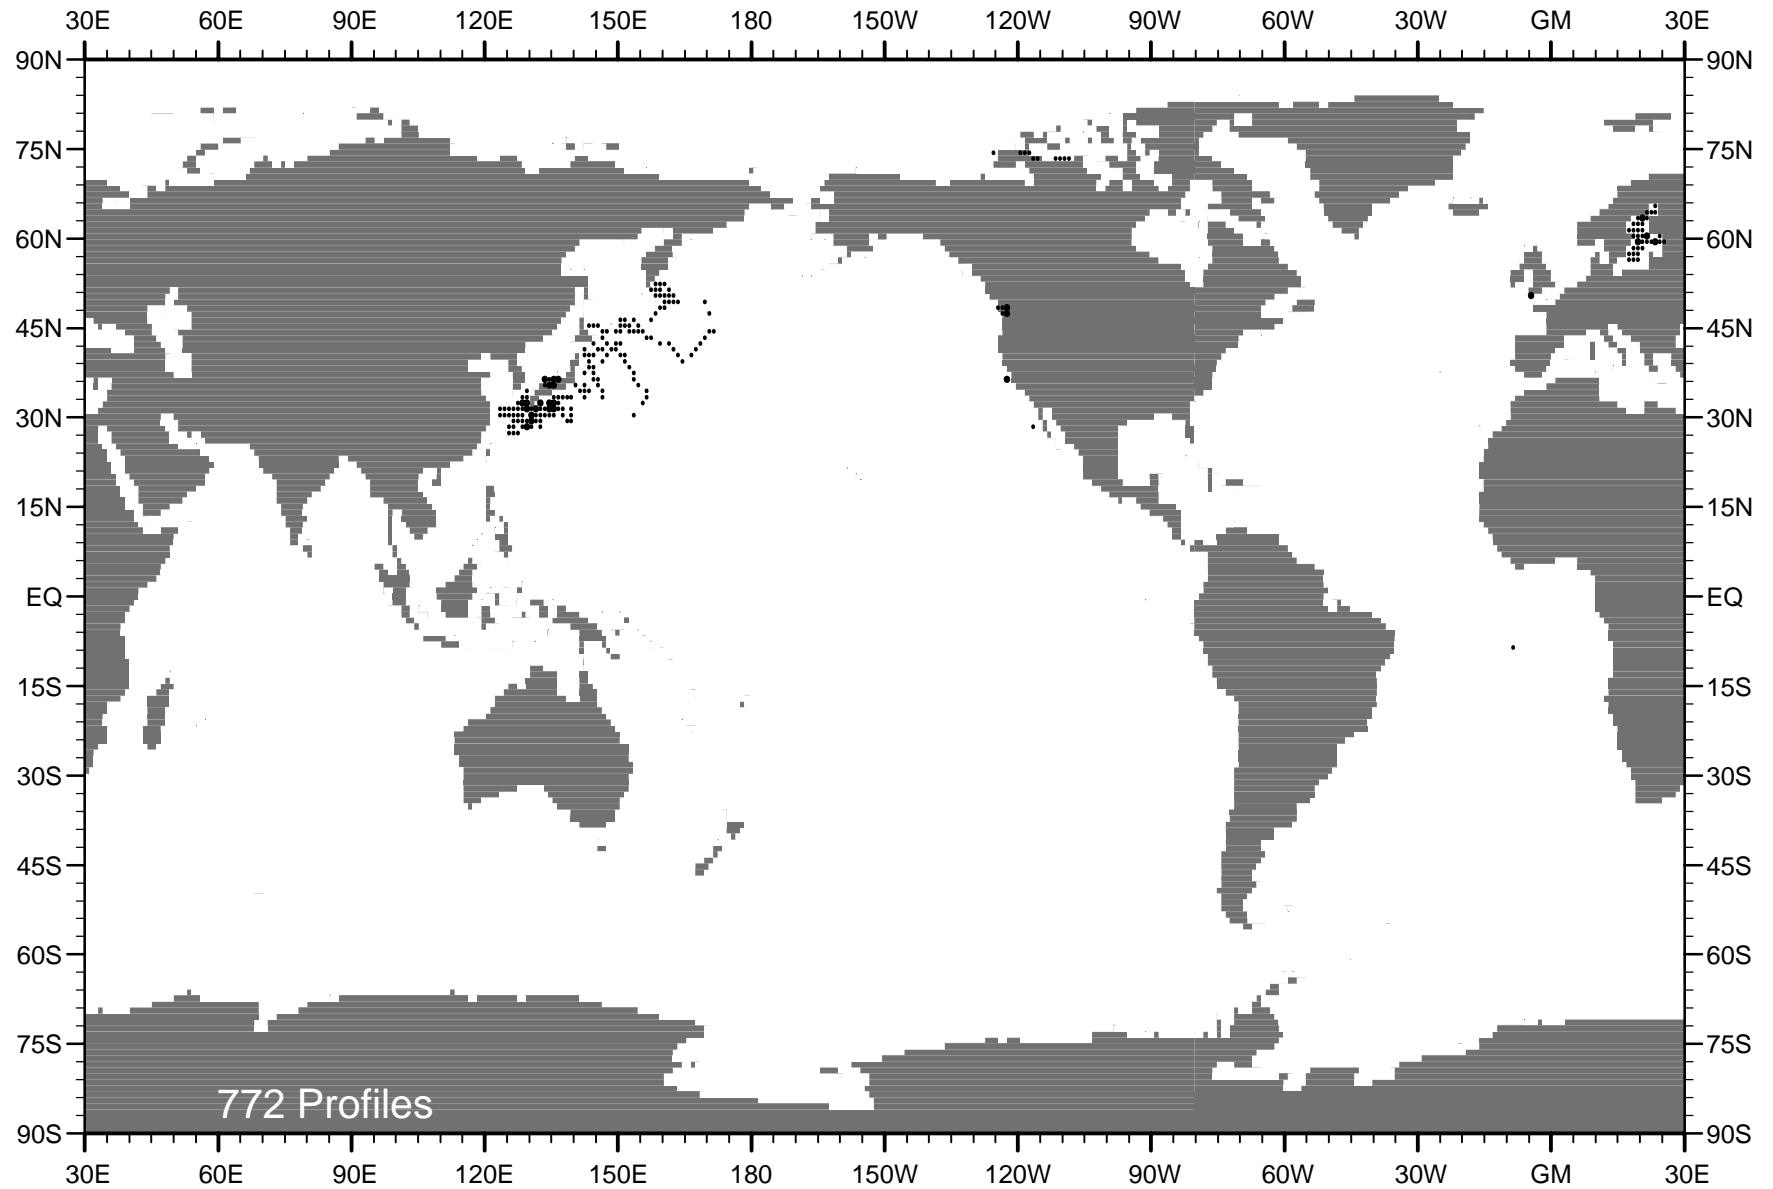 30E 60E 90E 120E 150E 180 150W 120W 90W 60W 30W GM 30E
90N 90N
75N 75N
60N 60N
45N 45N
30N 30N
15N 15N
EQ EQ
15S 15S
30S 30S
45S 45S
60S 60S
75S 75S
772 Profiles
90S 90S
30E 60E 90E 120E 150E 180 150W 120W 90W 60W 30W GM 30E